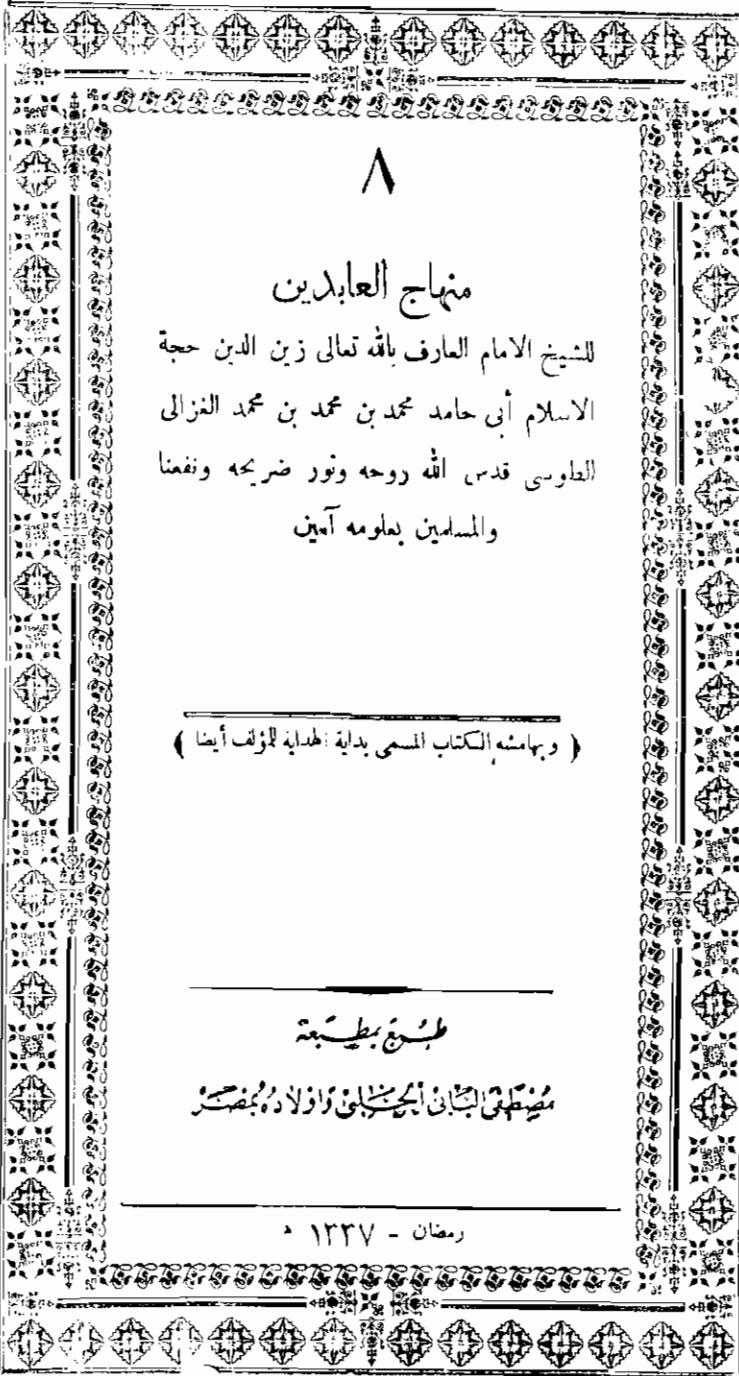 ٨
منهاج العابدين
للشيخ الامام العارف بالله تعالى زين الدين حجة
الاسلام أبى حامد محمد بن محمد بن محمد الغزالى
الطوسى قدس الله روحه ونور ضريحه ونفعنا
والمسلمين بعلومه آمين
﴿ وبهامشه الكتاب المسمى بداية الهداية للمؤلف أيضا ﴾
طُبع بمطبعة
مصطفى البابى الحلبى وأولاده بمصر
رمضان - ١٣٣٧ ه